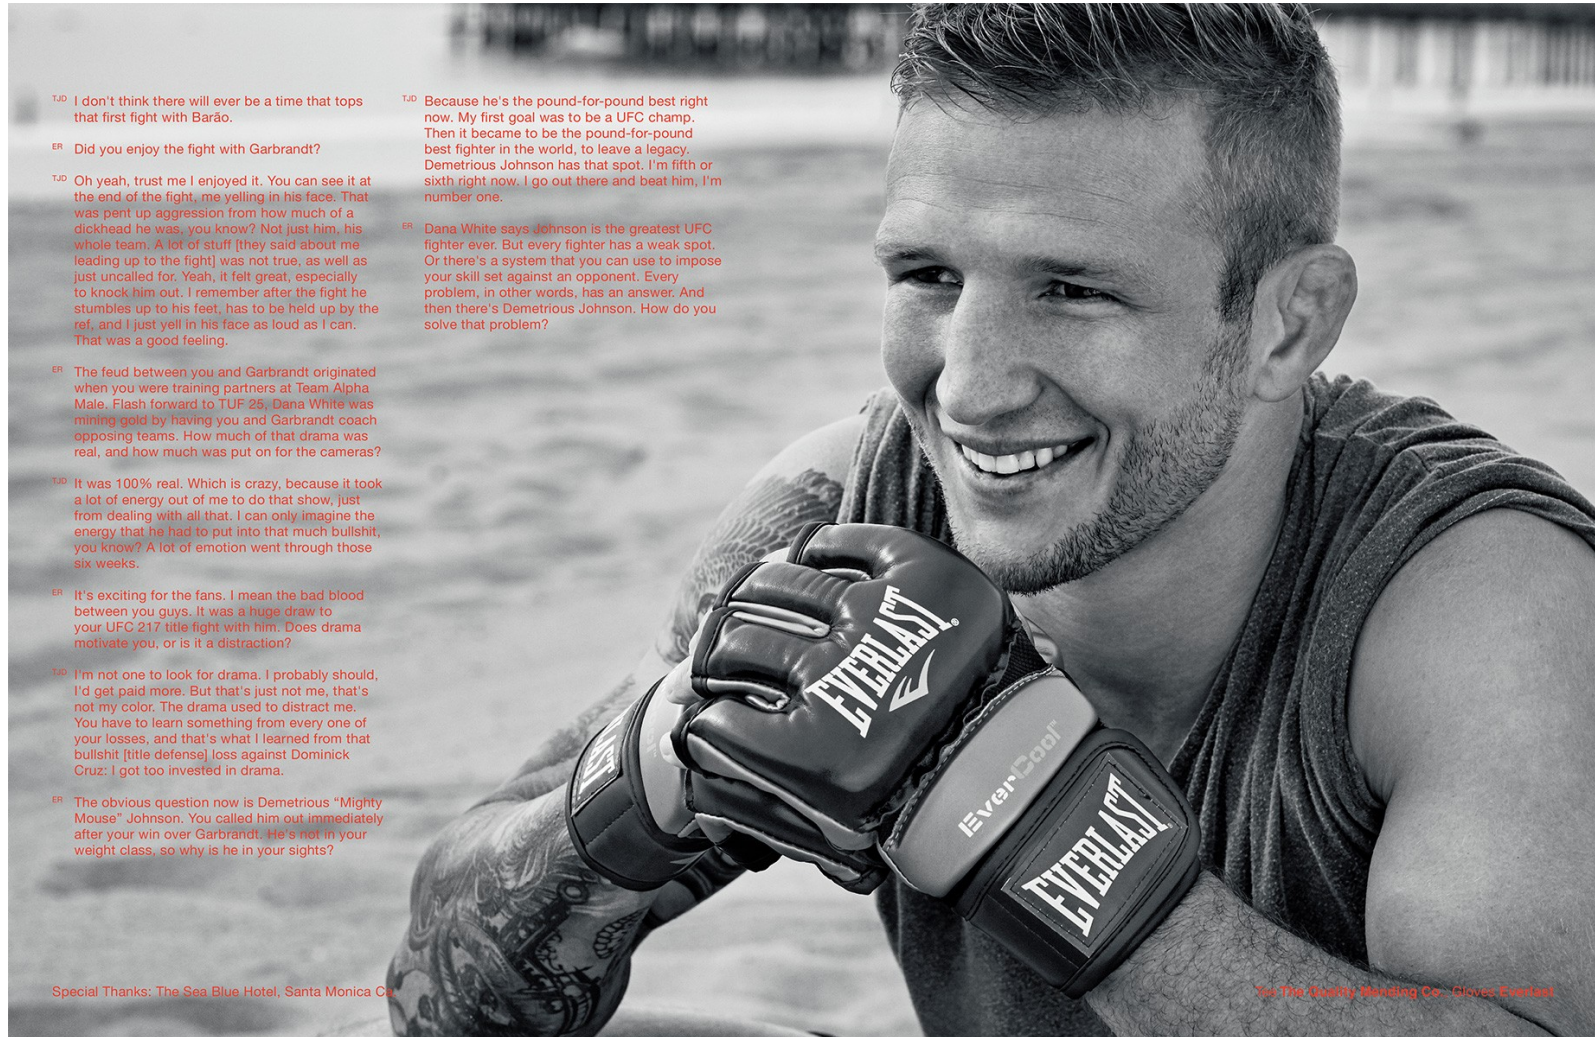 TJD I don't think there will ever be a time that tops
that first fight with Barão.
ER Did you enjoy the fight with Garbrandt?
TJD Oh yeah, trust me I enjoyed it. You can see it at
the end of the fight, me yelling in his face. That
was pent up aggression from how much of a
dickhead he was, you know? Not just him, his
whole team. A lot of stuff [they said about me
leading up to the fight] was not true, as well as
just uncalled for. Yeah, it felt great, especially
to knock him out. I remember after the fight he
stumbles up to his feet, has to be held up by the
ref, and I just yell in his face as loud as I can.
That was a good feeling.
ER The feud between you and Garbrandt originated
when you were training partners at Team Alpha
Male. Flash forward to TUF 25, Dana White was
mining gold by having you and Garbrandt coach
opposing teams. How much of that drama was
real, and how much was put on for the cameras?
TJD It was 100% real. Which is crazy, because it took
a lot of energy out of me to do that show, just
from dealing with all that. I can only imagine the
energy that he had to put into that much bullshit,
you know? A lot of emotion went through those
six weeks.
ER It's exciting for the fans. I mean the bad blood
between you guys. It was a huge draw to
your UFC 217 title fight with him. Does drama
motivate you, or is it a distraction?
TJD I'm not one to look for drama. I probably should,
I'd get paid more. But that's just not me, that's
not my color. The drama used to distract me.
You have to learn something from every one of
your losses, and that's what I learned from that
bullshit [title defense] loss against Dominick
Cruz: I got too invested in drama.
ER The obvious question now is Demetrious “Mighty
Mouse” Johnson. You called him out immediately
after your win over Garbrandt. He's not in your
weight class, so why is he in your sights?
TJD Because he's the pound-for-pound best right
now. My first goal was to be a UFC champ.
Then it became to be the pound-for-pound
best fighter in the world, to leave a legacy.
Demetrious Johnson has that spot. I'm fifth or
sixth right now. I go out there and beat him, I'm
number one.
ER Dana White says Johnson is the greatest UFC
fighter ever. But every fighter has a weak spot.
Or there's a system that you can use to impose
your skill set against an opponent. Every
problem, in other words, has an answer. And
then there's Demetrious Johnson. How do you
solve that problem?
EVERLAST®
EverCool
EVERLAST
Special Thanks: The Sea Blue Hotel, Santa Monica Ca
The Quality Mending Co., Gloves Everlast